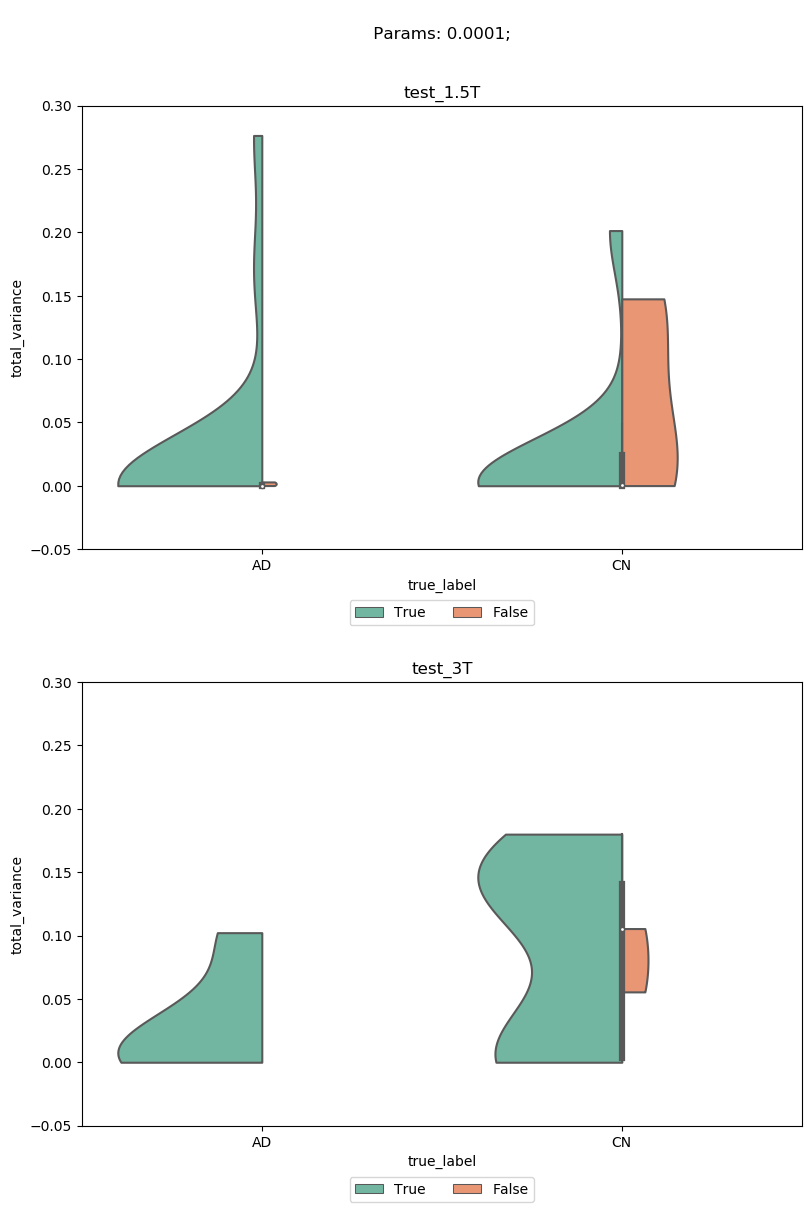 Params: 0.0001;
test_1.5T
0.30
0.25
0.20
0.15
0.10
0.05
0.00
−0.05
total_variance
AD CN
true_label
True False
test_3T
0.30
0.25
0.20
0.15
0.10
0.05
0.00
−0.05
total_variance
AD CN
true_label
True False